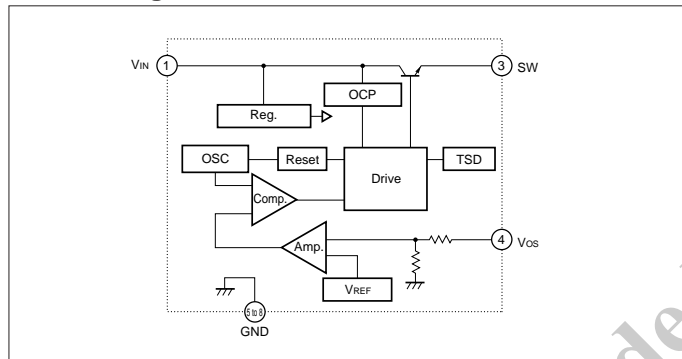 VIN
1
3
SW
OCP
Reg.
OSC
Reset
Drive
TSD
Comp.
Amp.
4
VOS
VREF
5 to 8
GND